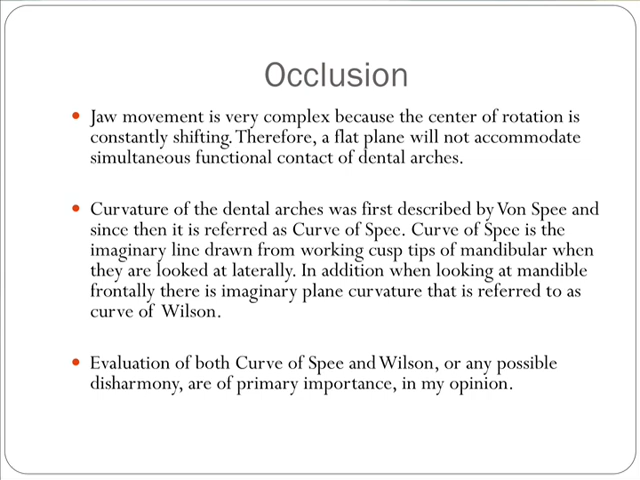 Occlusion
Jaw movement is very complex because the center of rotation is
constantly shifting. Therefore, a flat plane will not accommodate
simultaneous functional contact of dental arches.
Curvature of the dental arches was first described by Von Spee and
since then it is referred as Curve of Spee. Curve of Spee is the
imaginary line drawn from working cusp tips of mandibular when
they are looked at laterally. In addition when looking at mandible
frontally there is imaginary plane curvature that is referred to as
curve of Wilson.
Evaluation of both Curve of Spee and Wilson, or any possible
disharmony, are of primary importance, in my opinion.